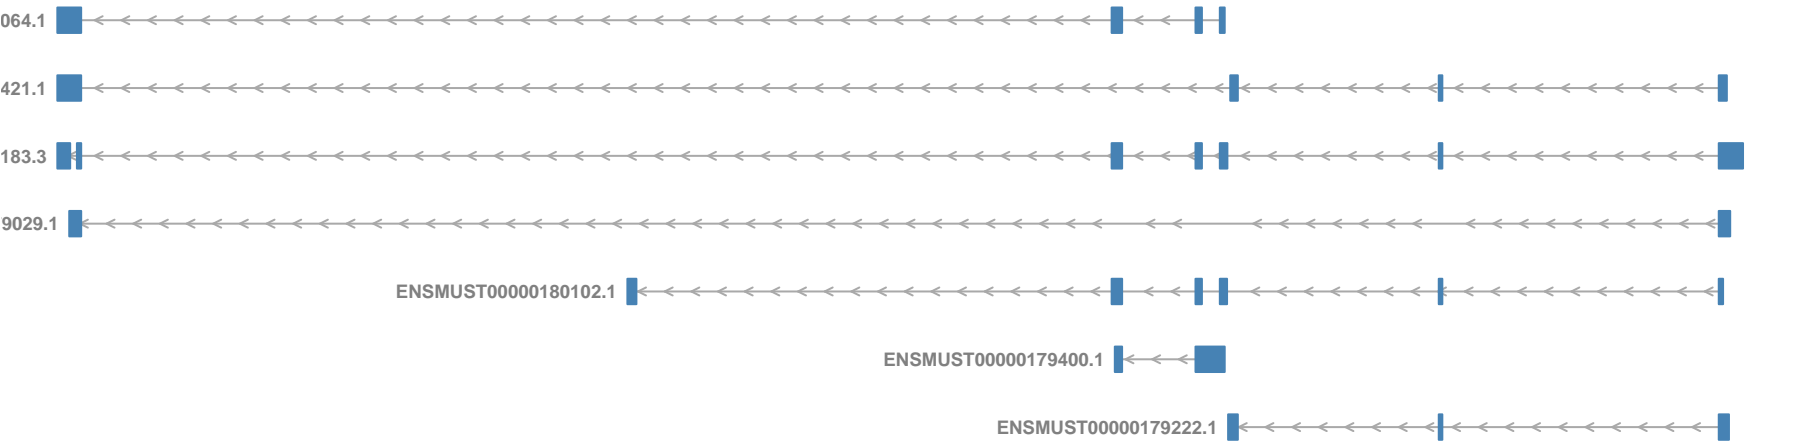 064.1
421.1
183.3
9029.1
ENSMUST00000180102.1
ENSMUST00000179400.1
ENSMUST00000179222.1